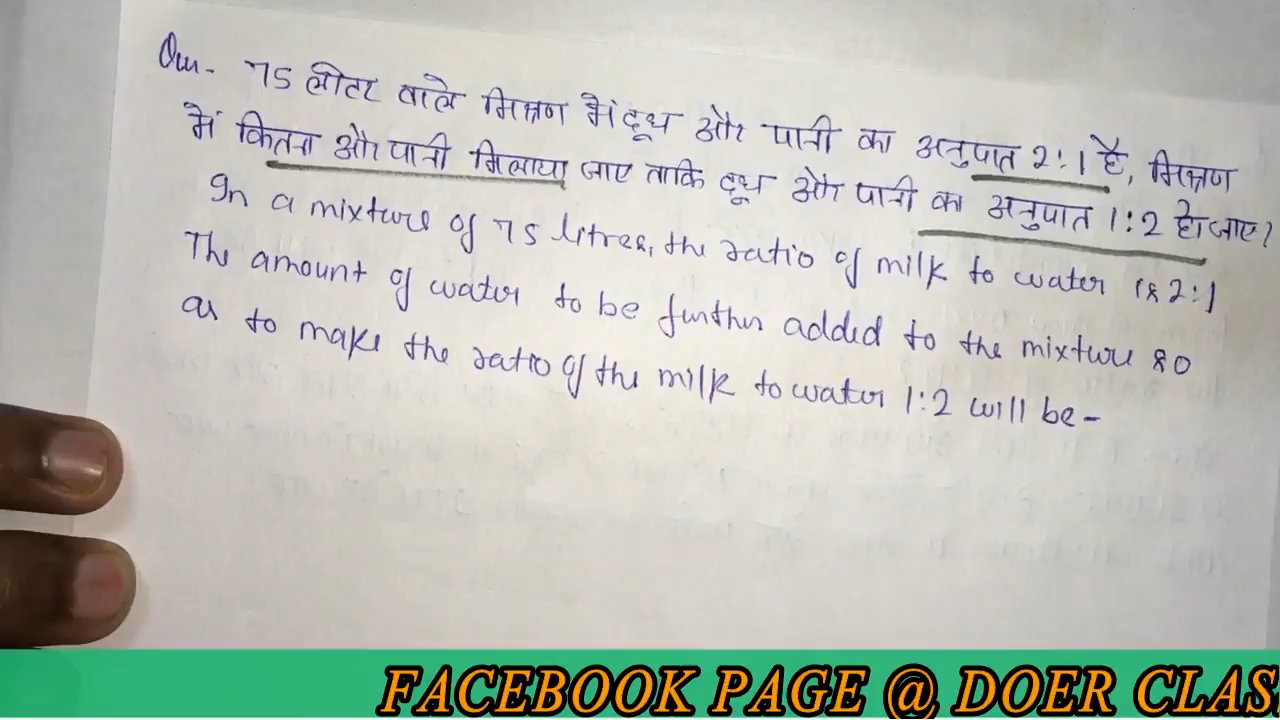 Que- 75 लीटर वाले मिश्रण में दूध और पानी का अनुपात 2:1 है, मिश्रण
में कितना और पानी मिलाया जाए ताकि दूध और पानी का अनुपात 1:2 हो जाए?
In a mixture of 75 litres, the ratio of milk to water is 2:1
The amount of water to be further added to the mixture so
as to make the ratio of the milk to water 1:2 will be-
FACEBOOK PAGE @ DOER CLAS